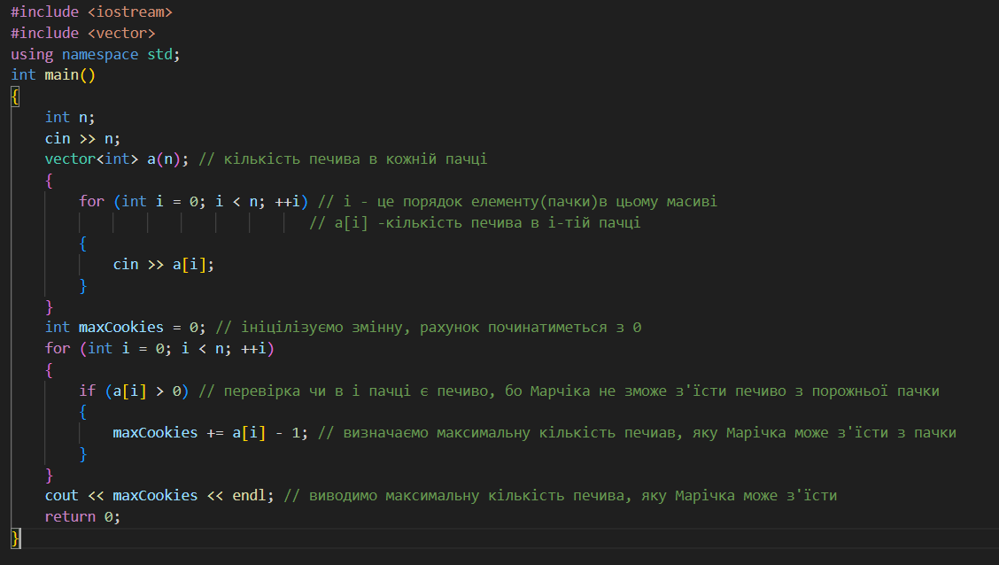 #include <iostream>
#include <vector>
using namespace std;
int main()
{
    int n;
    cin >> n;
    vector<int> a(n); // кількість печива в кожній пачці
    {
        for (int i = 0; i < n; ++i) // і - це порядок елементу(пачки)в цьому масиві
                                   // a[i] -кількість печива в і-тій пачці
        {
            cin >> a[i];
        }
    }
    int maxCookies = 0; // ініцілізуємо змінну, рахунок починатиметься з 0
    for (int i = 0; i < n; ++i)
    {
        if (a[i] > 0) // перевірка чи в і пачці є печиво, бо Марчіка не зможе з'їсти печиво з порожньої пачки
        {
            maxCookies += a[i] - 1; // визначаємо максимальну кількість печиав, яку Марічка може з'їсти з пачки
        }
    }
    cout << maxCookies << endl; // виводимо максимальну кількість печива, яку Марічка може з'їсти
    return 0;
}